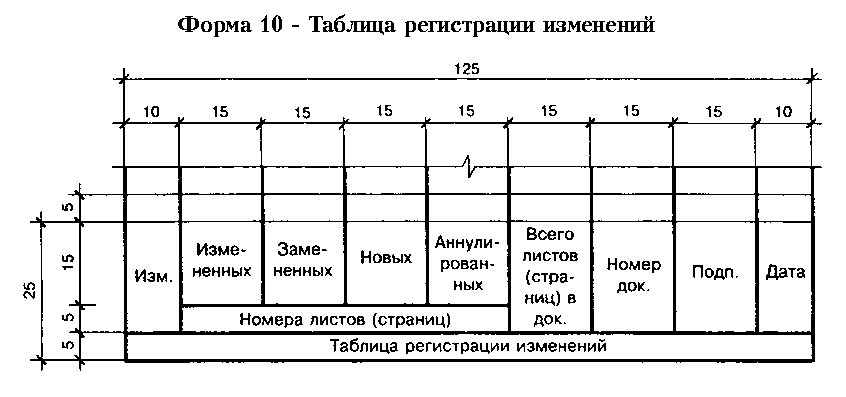 Форма 10 - Таблица регистрации изменений
125
10 15 15 15 15 15 15 15 10
5
25
15
5
5
Изм.
Изме-
ненных
Заме-
ненных
Новых
Аннули-
рован-
ных
Всего
листов
(стра-
ниц) в
док.
Номер
док.
Подп.
Дата
Номера листов (страниц)
Таблица регистрации изменений